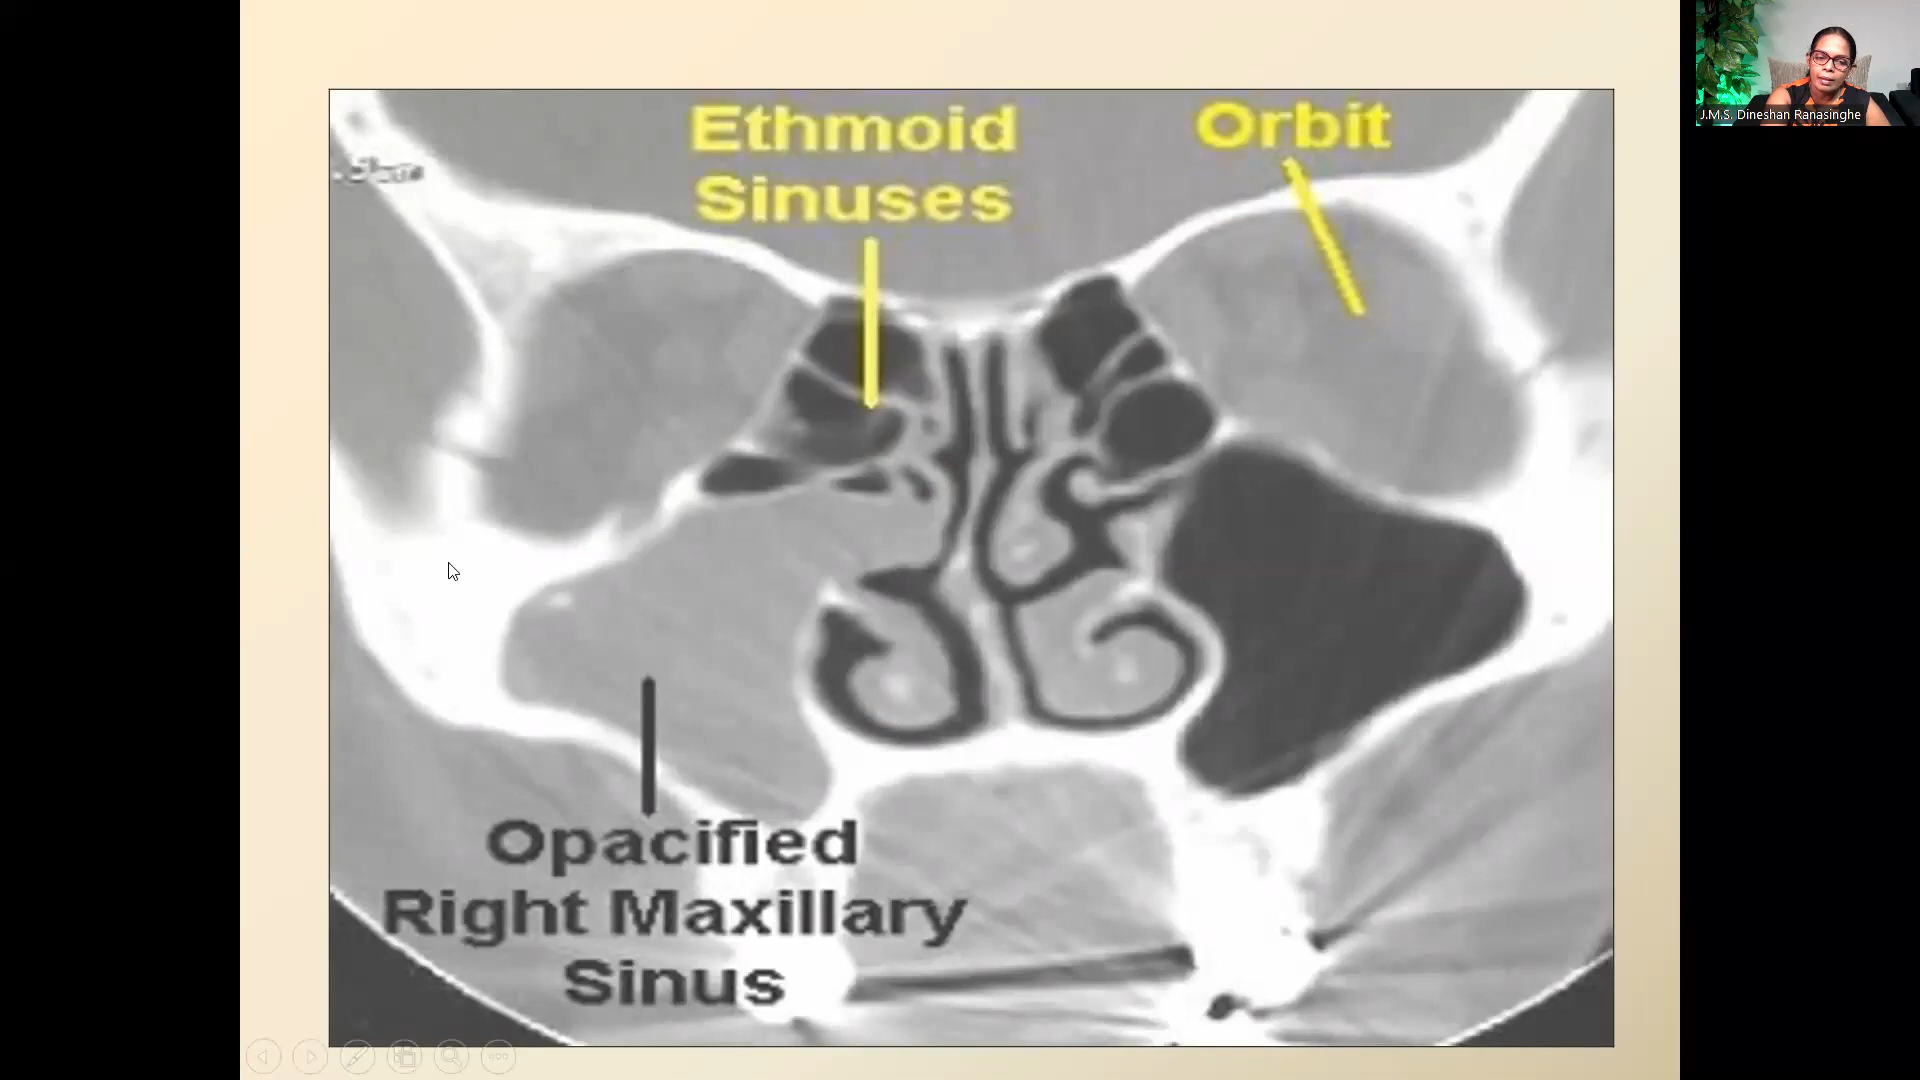 Ethmoid
Sinuses
Orbit
Opacified
Right Maxillary
Sinus
J.M.S. Dineshan Ranasinghe